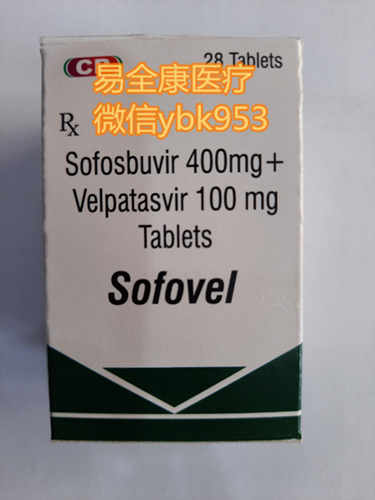 28 Tablets
易全康医疗
Rx
微信ybk953
Sofosbuvir 400mg+
Velpatasvir 100 mg
Tablets
Sofovel